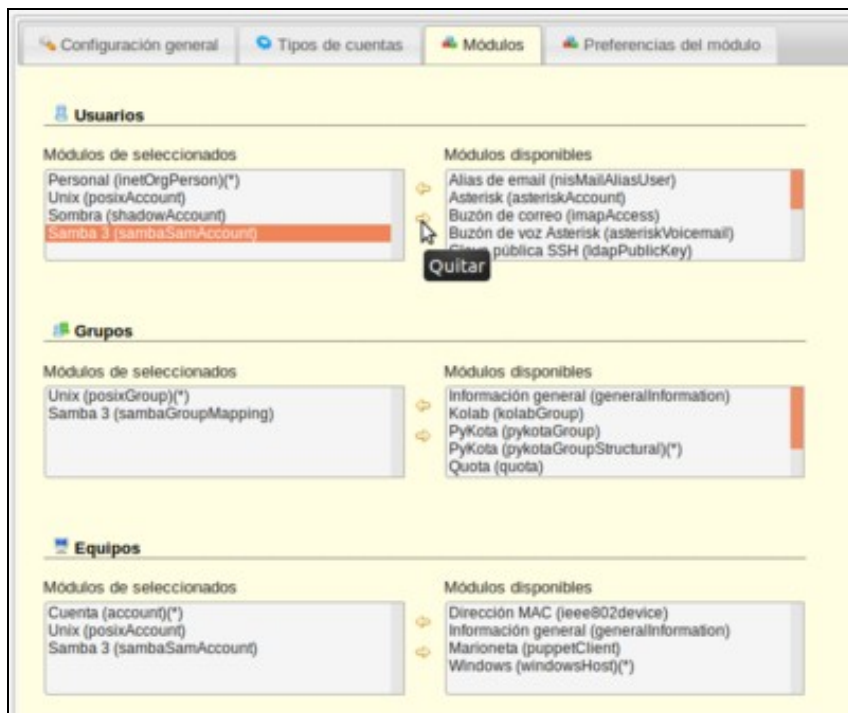 Configuración general
Tipos de cuentas
Módulos
Preferencias del módulo
Usuarios
Módulos de seleccionados
Personal (inetOrgPerson)(*)
Unix (posixAccount)
Sombra (shadowAccount)
Samba 3 (sambaSamAccount)
Módulos disponibles
Alias de email (nisMailAliasUser)
Asterisk (asteriskAccount)
Buzón de correo (imapAccess)
Buzón de voz Asterisk (asteriskVoicemail)
pública SSH (ldapPublicKey)
Quitar
Grupos
Módulos de seleccionados
Unix (posixGroup)(*)
Samba 3 (sambaGroupMapping)
Módulos disponibles
Información general (generalInformation)
Kolab (kolabGroup)
PyKota (pykotaGroup)
PyKota (pykotaGroupStructural)(*)
Quota (quota)
Equipos
Módulos de seleccionados
Cuenta (account)(*)
Unix (posixAccount)
Samba 3 (sambaSamAccount)
Módulos disponibles
Dirección MAC (ieee802device)
Información general (generalInformation)
Marioneta (puppetClient)
Windows (windowsHost)(*)